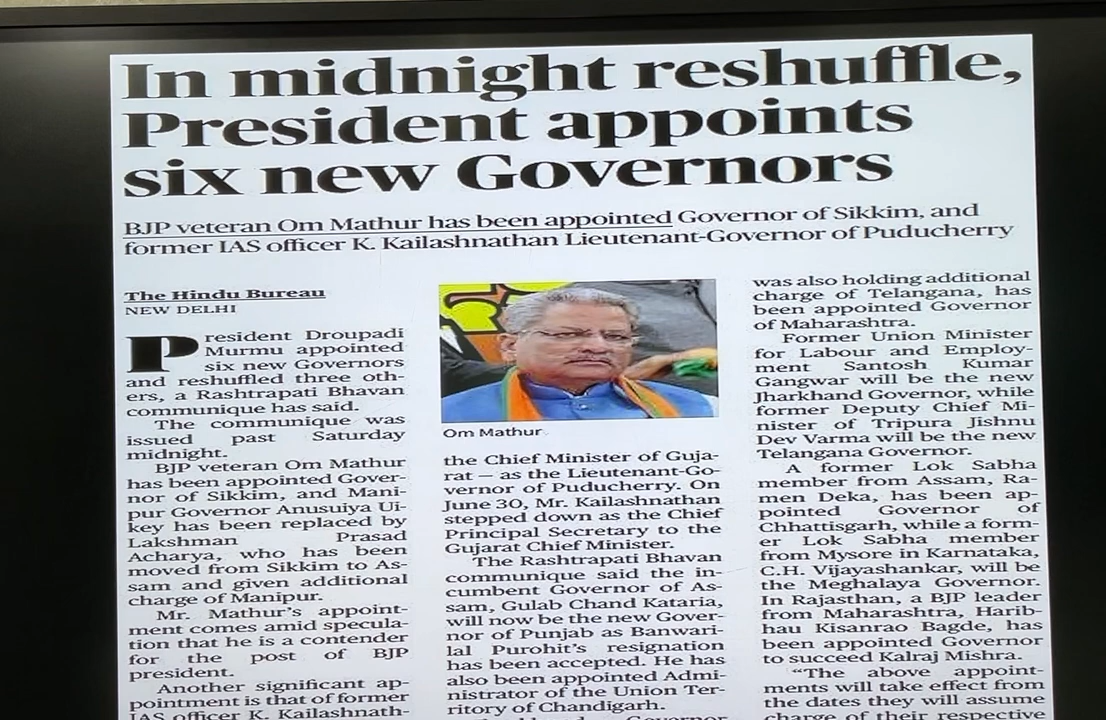 In midnight reshuffle,
President appoints
six new Governors
BJP veteran Om Mathur has been appointed Governor of Sikkim, and
former IAS officer K. Kailashnathan Lieutenant-Governor of Puducherry
The Hindu Bureau
NEW DELHI
President Droupadi
Murmu appointed
six new Governors
and reshuffled three oth-
ers, a Rashtrapati Bhavan
communique has said.
The communique was
issued past Saturday
midnight.
BJP veteran Om Mathur
has been appointed Gover-
nor of Sikkim, and Mani-
pur Governor Anusuiya Ui-
key has been replaced by
Lakshman Prasad
Acharya, who has been
moved from Sikkim to As-
sam and given additional
charge of Manipur.
Mr. Mathur's appoint-
ment comes amid specula-
tion that he is a contender
for the post of BJP
president.
Another significant ap-
pointment is that of former
IAS officer K. Kailashnath-
Om Mathur
the Chief Minister of Guja-
rat — as the Lieutenant-Go-
vernor of Puducherry. On
June 30, Mr. Kailashnathan
stepped down as the Chief
Principal Secretary to the
Gujarat Chief Minister.
The Rashtrapati Bhavan
communique said the in-
cumbent Governor of As-
sam, Gulab Chand Kataria,
will now be the new Gover-
nor of Punjab as Banwari-
lal Purohit's resignation
has been accepted. He has
also been appointed Admi-
nistrator of the Union Ter-
ritory of Chandigarh.
Governor
was also holding additional
charge of Telangana, has
been appointed Governor
of Maharashtra.
Former Union Minister
for Labour and Employ-
ment Santosh Kumar
Gangwar will be the new
Jharkhand Governor, while
former Deputy Chief Mi-
nister of Tripura Jishnu
Dev Varma will be the new
Telangana Governor.
A former Lok Sabha
member from Assam, Ra-
men Deka, has been ap-
pointed Governor of
Chhattisgarh, while a form-
er Lok Sabha member
from Mysore in Karnataka,
C.H. Vijayashankar, will be
the Meghalaya Governor.
In Rajasthan, a BJP leader
from Maharashtra, Harib-
hau Kisanrao Bagde, has
been appointed Governor
to succeed Kalraj Mishra.
"The above appoint-
ments will take effect from
the dates they will assume
charge of their respective